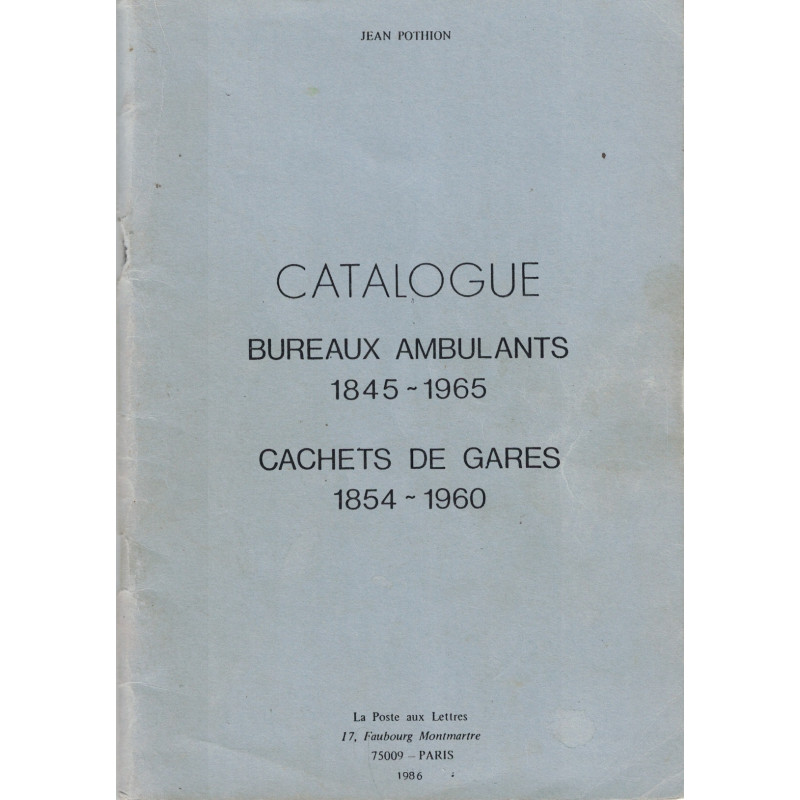 JEAN POTHION
CATALOGUE
BUREAUX AMBULANTS
1845 ~ 1965
CACHETS DE GARES
1854 ~ 1960
La Poste aux Lettres
17, Faubourg Montmartre
75009 – PARIS
1986